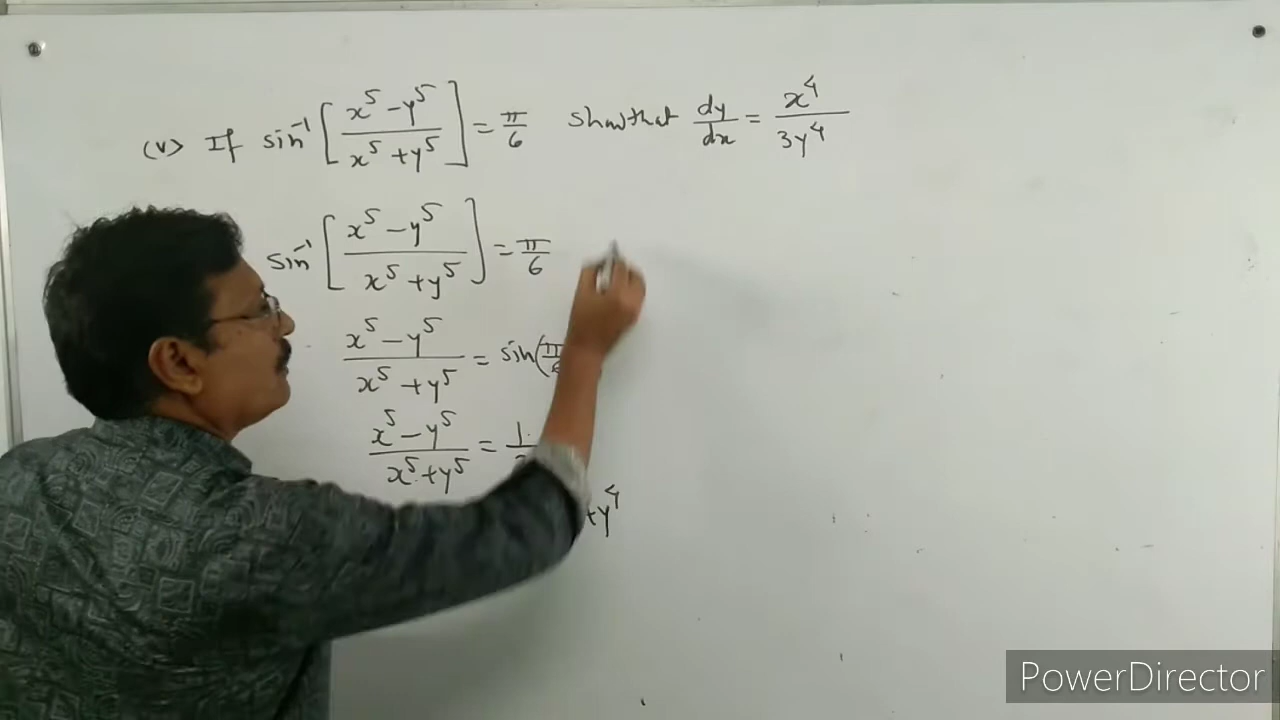 (v) If sin⁻¹ [ (x⁵ − y⁵) / (x⁵ + y⁵) ] = π/6 show that dy/dx = x⁴ / 3y⁴
sin⁻¹ [ (x⁵ − y⁵) / (x⁵ + y⁵) ] = π/6
(x⁵ − y⁵) / (x⁵ + y⁵) = sin(π/6
(x⁵ − y⁵) / (x⁵ + y⁵) = 1/
+y⁴
PowerDirector